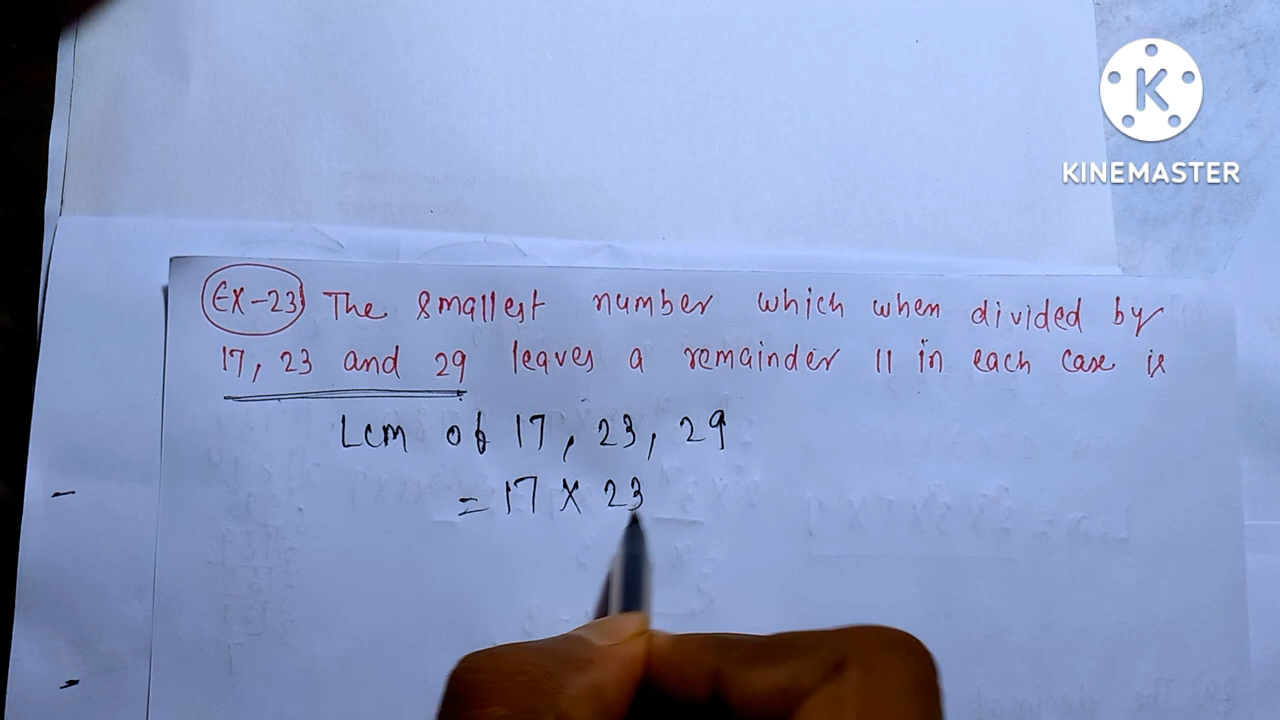 K
KINEMASTER
EX-23 The smallest number which when divided by
17, 23 and 29 leaves a remainder 11 in each case is
Lcm of 17, 23, 29
= 17 X 23